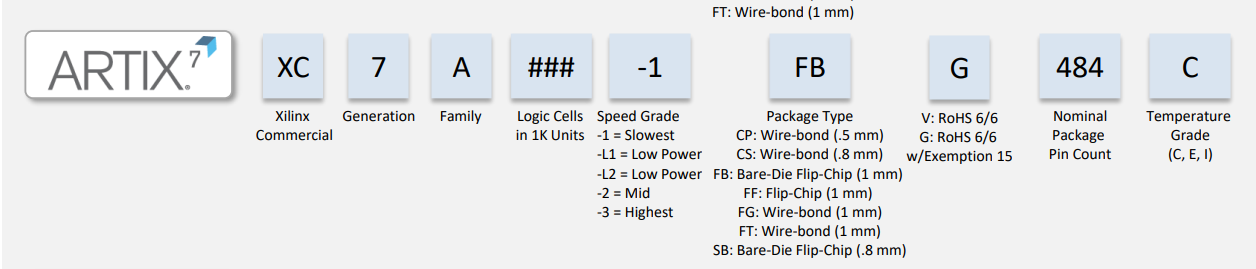 FT: Wire-bond (1 mm)
ARTIX® 7
XC
7
A
###
-1
FB
G
484
C
Xilinx
Commercial
Generation
Family
Logic Cells
in 1K Units
Speed Grade
-1 = Slowest
-L1 = Low Power
-L2 = Low Power
-2 = Mid
-3 = Highest
Package Type
CP: Wire-bond (.5 mm)
CS: Wire-bond (.8 mm)
FB: Bare-Die Flip-Chip (1 mm)
FF: Flip-Chip (1 mm)
FG: Wire-bond (1 mm)
FT: Wire-bond (1 mm)
SB: Bare-Die Flip-Chip (.8 mm)
V: RoHS 6/6
G: RoHS 6/6
w/Exemption 15
Nominal
Package
Pin Count
Temperature
Grade
(C, E, I)